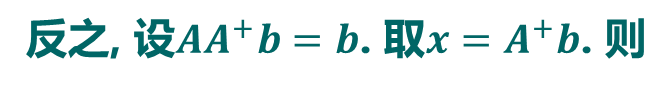 反之, 设AA⁺b = b. 取x = A⁺b. 则